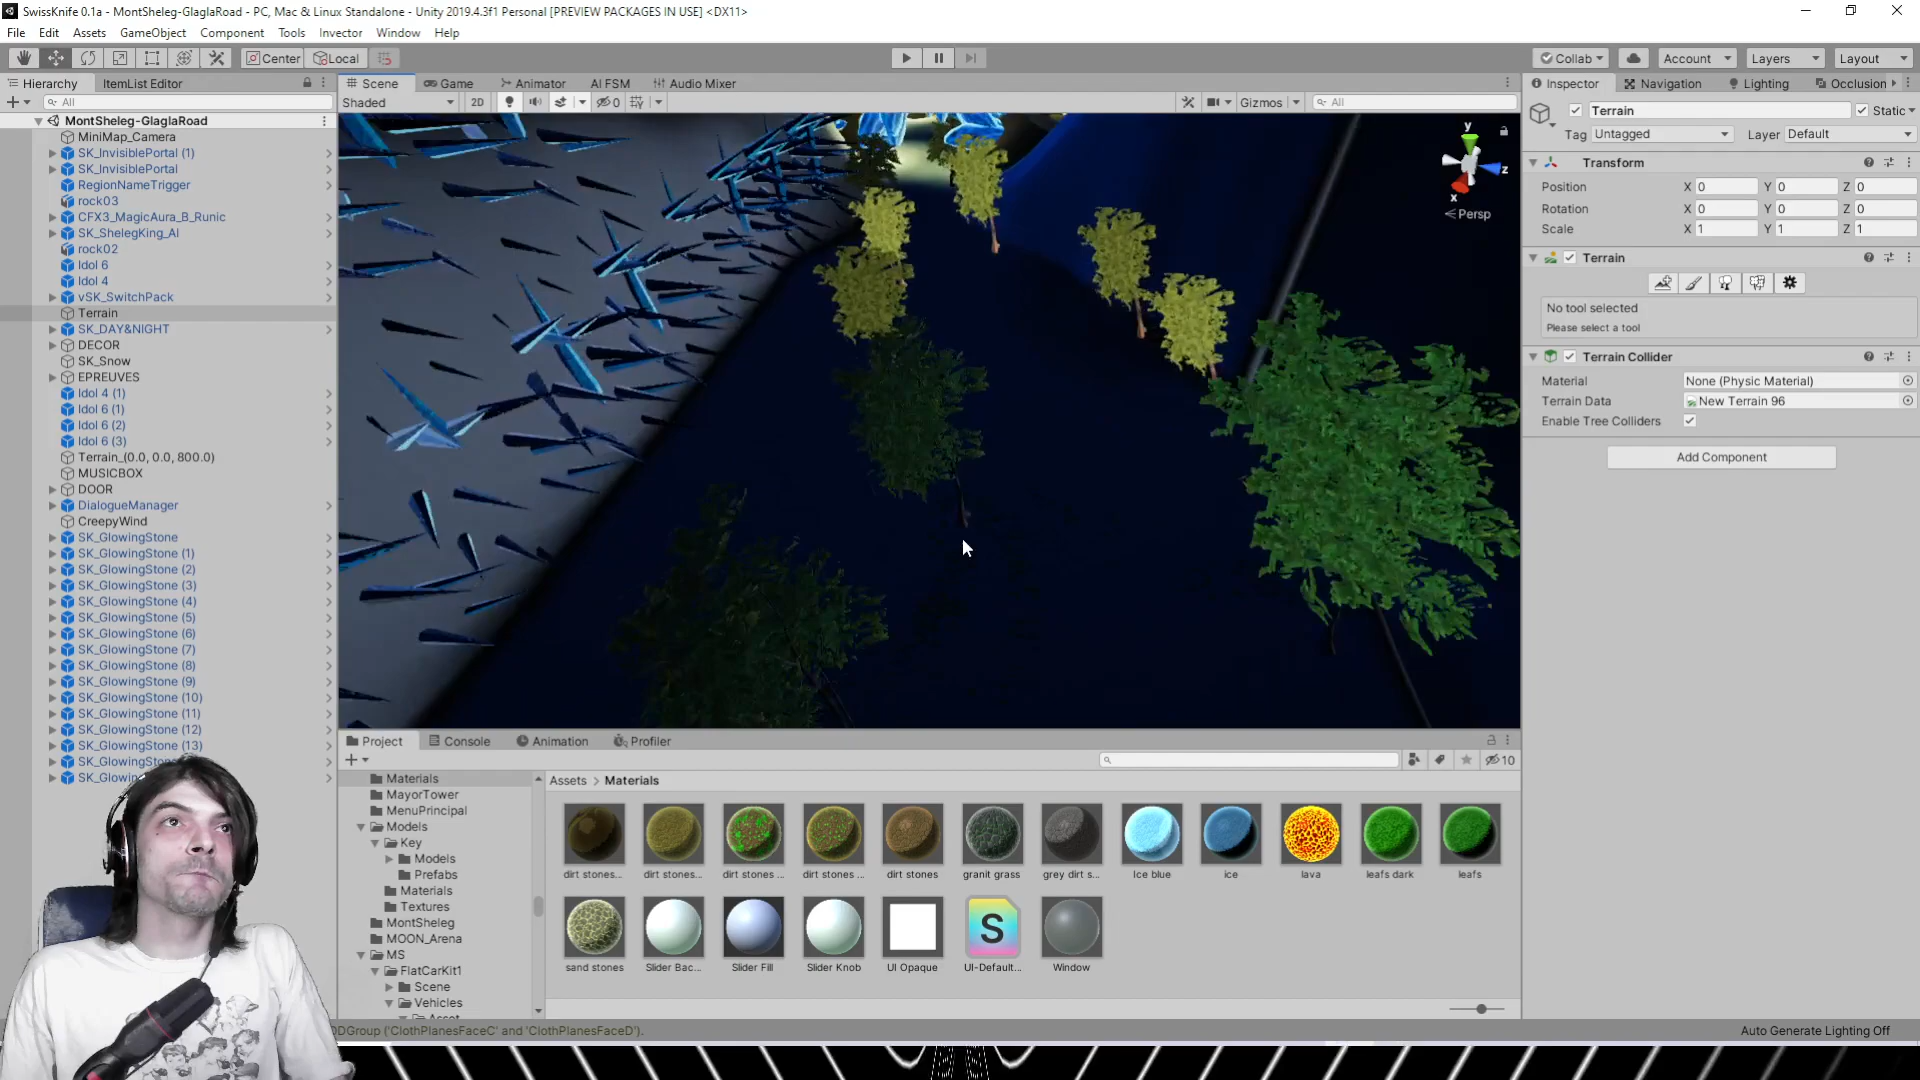 SwissKnife 0.1a - MontSheleg-GlaglaRoad - PC, Mac & Linux Standalone - Unity 2019.4.3f1 Personal [PREVIEW PACKAGES IN USE] <DX11>
File Edit Assets GameObject Component Tools Invector Window Help
Center Local Collab Account Layers Layout
Hierarchy ItemList Editor
Scene Game Animator AI FSM Audio Mixer
Inspector Navigation Lighting Occlusion
All
Shaded 2D 0 Gizmos All
MontSheleg-GlaglaRoad
MiniMap_Camera
SK_InvisiblePortal (1)
SK_InvisiblePortal
RegionNameTrigger
rock03
CFX3_MagicAura_B_Runic
SK_ShelegKing_AI
rock02
Idol 6
Idol 4
vSK_SwitchPack
Terrain
SK_DAY&NIGHT
DECOR
SK_Snow
EPREUVES
Idol 4 (1)
Idol 6 (1)
Idol 6 (2)
Idol 6 (3)
Terrain_(0.0, 0.0, 800.0)
MUSICBOX
DOOR
DialogueManager
CreepyWind
SK_GlowingStone
SK_GlowingStone (1)
SK_GlowingStone (2)
SK_GlowingStone (3)
SK_GlowingStone (4)
SK_GlowingStone (5)
SK_GlowingStone (6)
SK_GlowingStone (7)
SK_GlowingStone (8)
SK_GlowingStone (9)
SK_GlowingStone (10)
SK_GlowingStone (11)
SK_GlowingStone (12)
SK_GlowingStone (13)
y
z
x
Persp
Terrain
Static
Tag Untagged Layer Default
Transform
Position X 0 Y 0 Z 0
Rotation X 0 Y 0 Z 0
Scale X 1 Y 1 Z 1
Terrain
No tool selected
Please select a tool
Terrain Collider
Material None (Physic Material)
Terrain Data New Terrain 96
Enable Tree Colliders
Add Component
Project Console Animation Profiler
10
Materials
MayorTower
MenuPrincipal
Models
Key
Models
Prefabs
Materials
Textures
MontSheleg
MOON_Arena
MS
FlatCarKit1
Scene
Vehicles
Assets > Materials
dirt stones... dirt stones... dirt stones ... dirt stones ... dirt stones granit grass grey dirt s... Ice blue ice lava leafs dark leafs
S
sand stones Slider Bac... Slider Fill Slider Knob UI Opaque UI-Default... Window
DGroup ('ClothPlanesFaceC' and 'ClothPlanesFaceD').
Auto Generate Lighting Off